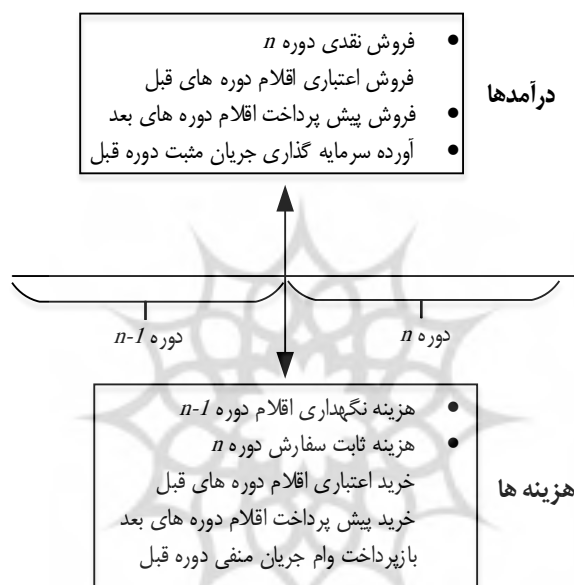 • فروش نقدی دوره n
فروش اعتباری اقلام دوره های قبل
• فروش پیش پرداخت اقلام دوره های بعد
• آورده سرمایه گذاری جریان مثبت دوره قبل
درآمدها
دوره n
دوره n-1
• هزینه نگهداری اقلام دوره n-1
• هزینه ثابت سفارش دوره n
خرید اعتباری اقلام دوره های قبل
خرید پیش پرداخت اقلام دوره های بعد
بازپرداخت وام جریان منفی دوره قبل
هزینه ها